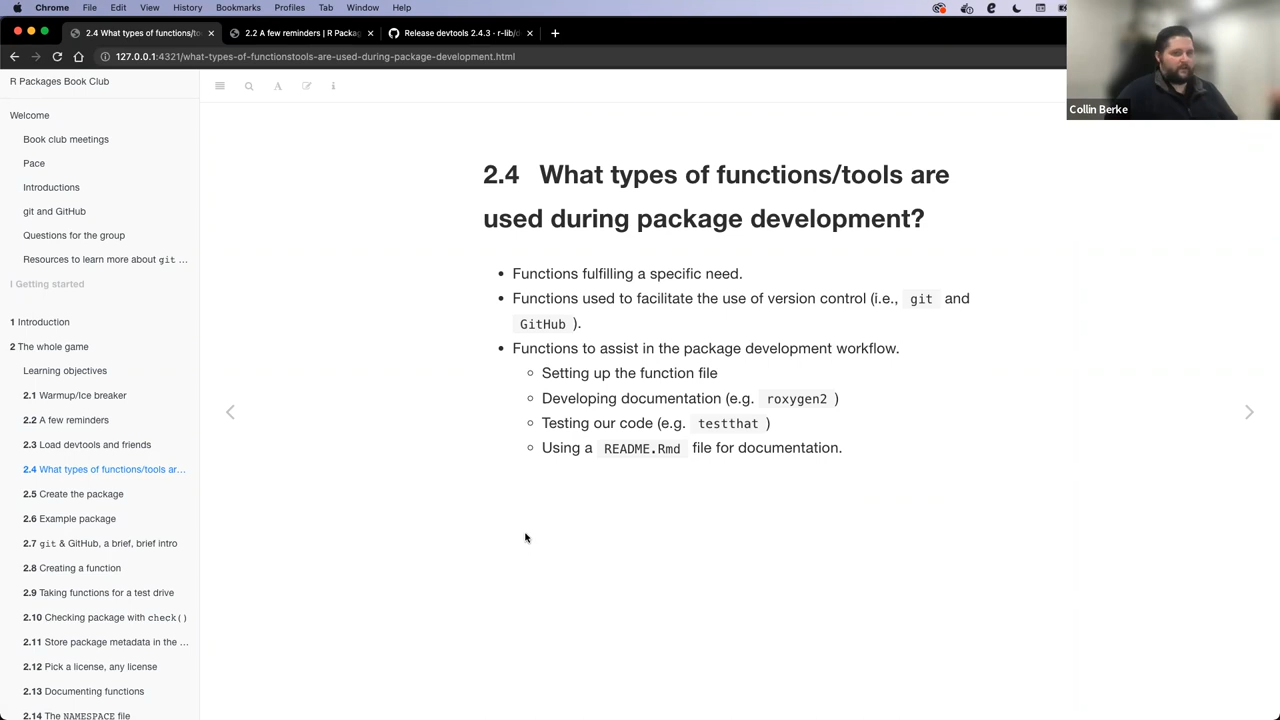 Chrome File Edit View History Bookmarks Profiles Tab Window Help
2.4 What types of functions/to
2.2 A few reminders | R Packag
Release devtools 2.4.3 · r-lib/d
127.0.0.1:4321/what-types-of-functionstools-are-used-during-package-development.html
Collin Berke
R Packages Book Club
Welcome
Book club meetings
Pace
Introductions
git and GitHub
Questions for the group
Resources to learn more about git ...
I Getting started
1 Introduction
2 The whole game
Learning objectives
2.1 Warmup/Ice breaker
2.2 A few reminders
2.3 Load devtools and friends
2.4 What types of functions/tools ar...
2.5 Create the package
2.6 Example package
2.7 git & GitHub, a brief, brief intro
2.8 Creating a function
2.9 Taking functions for a test drive
2.10 Checking package with check()
2.11 Store package metadata in the ...
2.12 Pick a license, any license
2.13 Documenting functions
2.14 The NAMESPACE file
2.4 What types of functions/tools are
used during package development?
• Functions fulfilling a specific need.
• Functions used to facilitate the use of version control (i.e., git and
GitHub ).
• Functions to assist in the package development workflow.
◦ Setting up the function file
◦ Developing documentation (e.g. roxygen2 )
◦ Testing our code (e.g. testthat )
◦ Using a README.Rmd file for documentation.